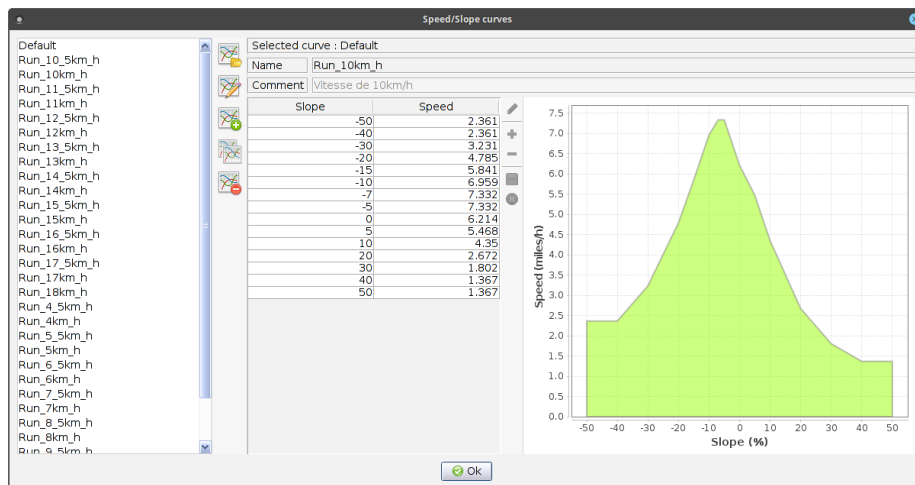 Speed/Slope curves
Default
Run_10_5km_h
Run_10km_h
Run_11_5km_h
Run_11km_h
Run_12_5km_h
Run_12km_h
Run_13_5km_h
Run_13km_h
Run_14_5km_h
Run_14km_h
Run_15_5km_h
Run_15km_h
Run_16_5km_h
Run_16km_h
Run_17_5km_h
Run_17km_h
Run_18km_h
Run_4_5km_h
Run_4km_h
Run_5_5km_h
Run_5km_h
Run_6_5km_h
Run_6km_h
Run_7_5km_h
Run_7km_h
Run_8_5km_h
Run_8km_h
Run_9_5km_h
Selected curve : Default
Name Run_10km_h
Comment Vitesse de 10km/h
Slope Speed
-50 2.361
-40 2.361
-30 3.231
-20 4.785
-15 5.841
-10 6.959
-7 7.332
-5 7.332
0 6.214
5 5.468
10 4.35
20 2.672
30 1.802
40 1.367
50 1.367
Speed (miles/h)
7.5
7.0
6.5
6.0
5.5
5.0
4.5
4.0
3.5
3.0
2.5
2.0
1.5
1.0
0.5
0.0
-50 -40 -30 -20 -10 0 10 20 30 40 50
Slope (%)
Ok